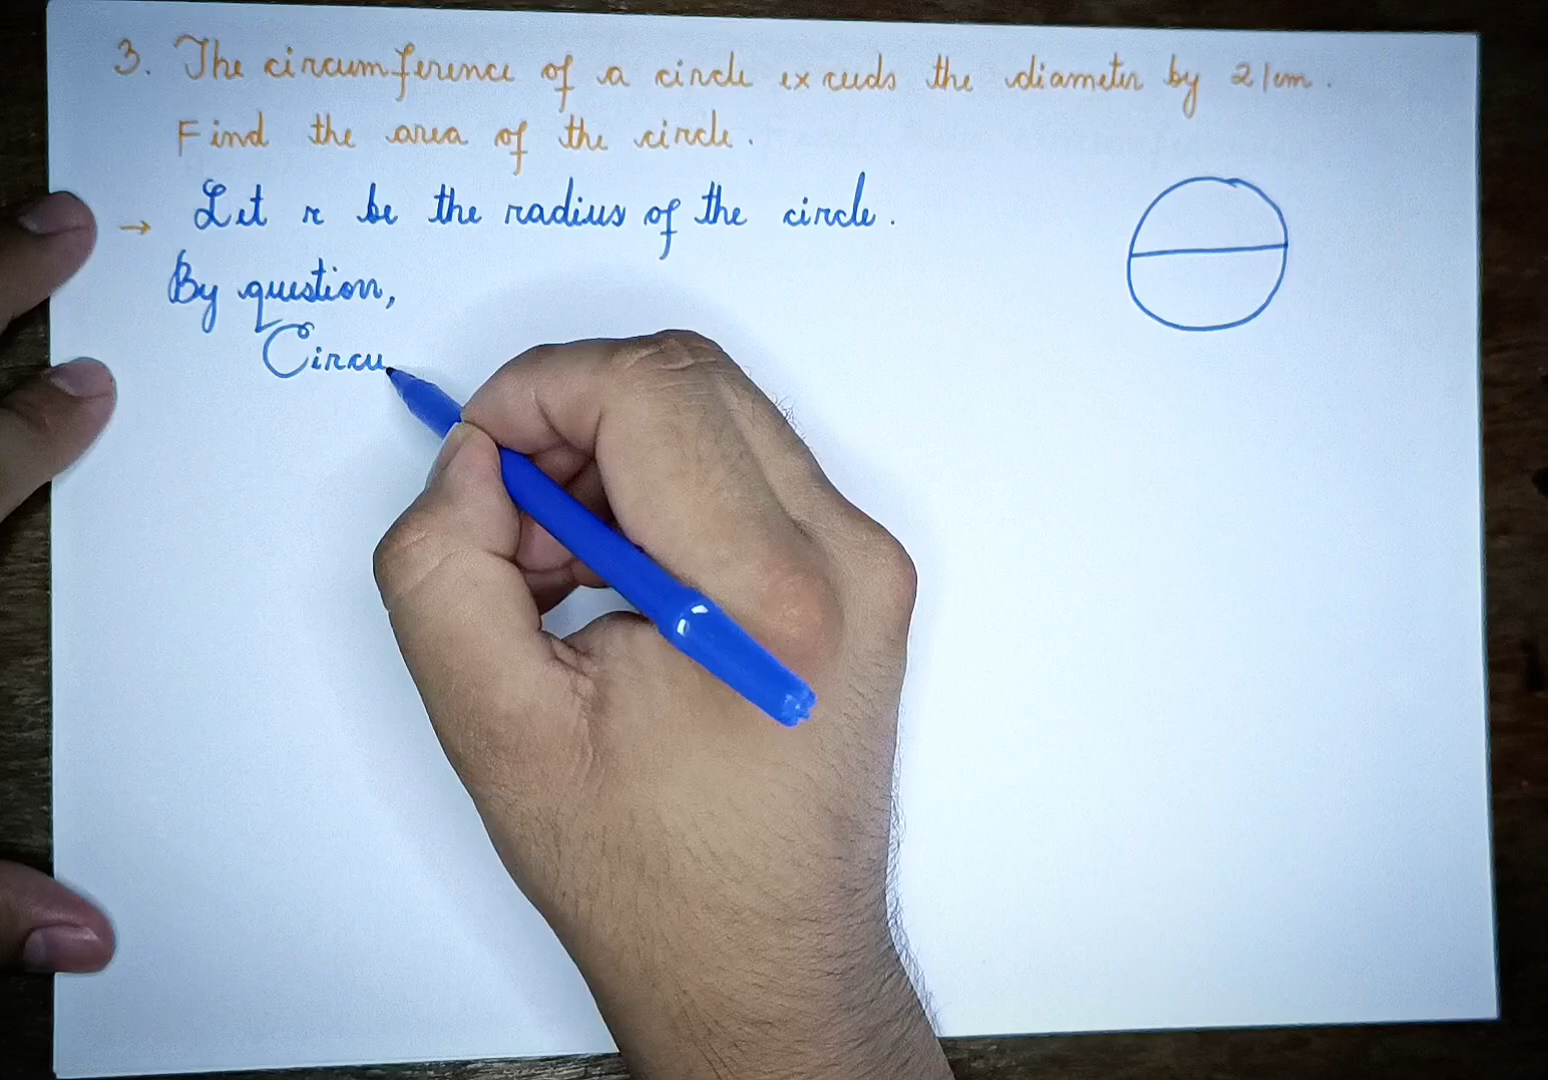 3. The circumference of a circle exceeds the diameter by 21cm.
Find the area of the circle.
→ Let r be the radius of the circle.
By question,
Circu